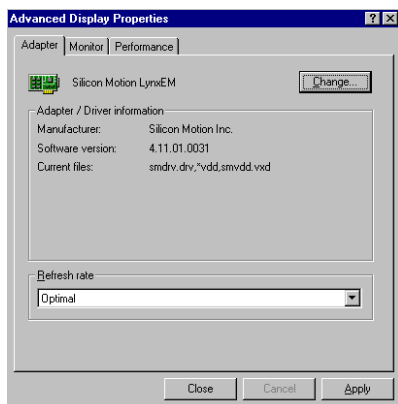 Advanced Display Properties
Adapter Monitor Performance
Silicon Motion LynxEM Change...
Adapter / Driver information
Manufacturer: Silicon Motion Inc.
Software version: 4.11.01.0031
Current files: smdrv.drv,*vdd,smvdd.vxd
Refresh rate
Optimal
Close Cancel Apply